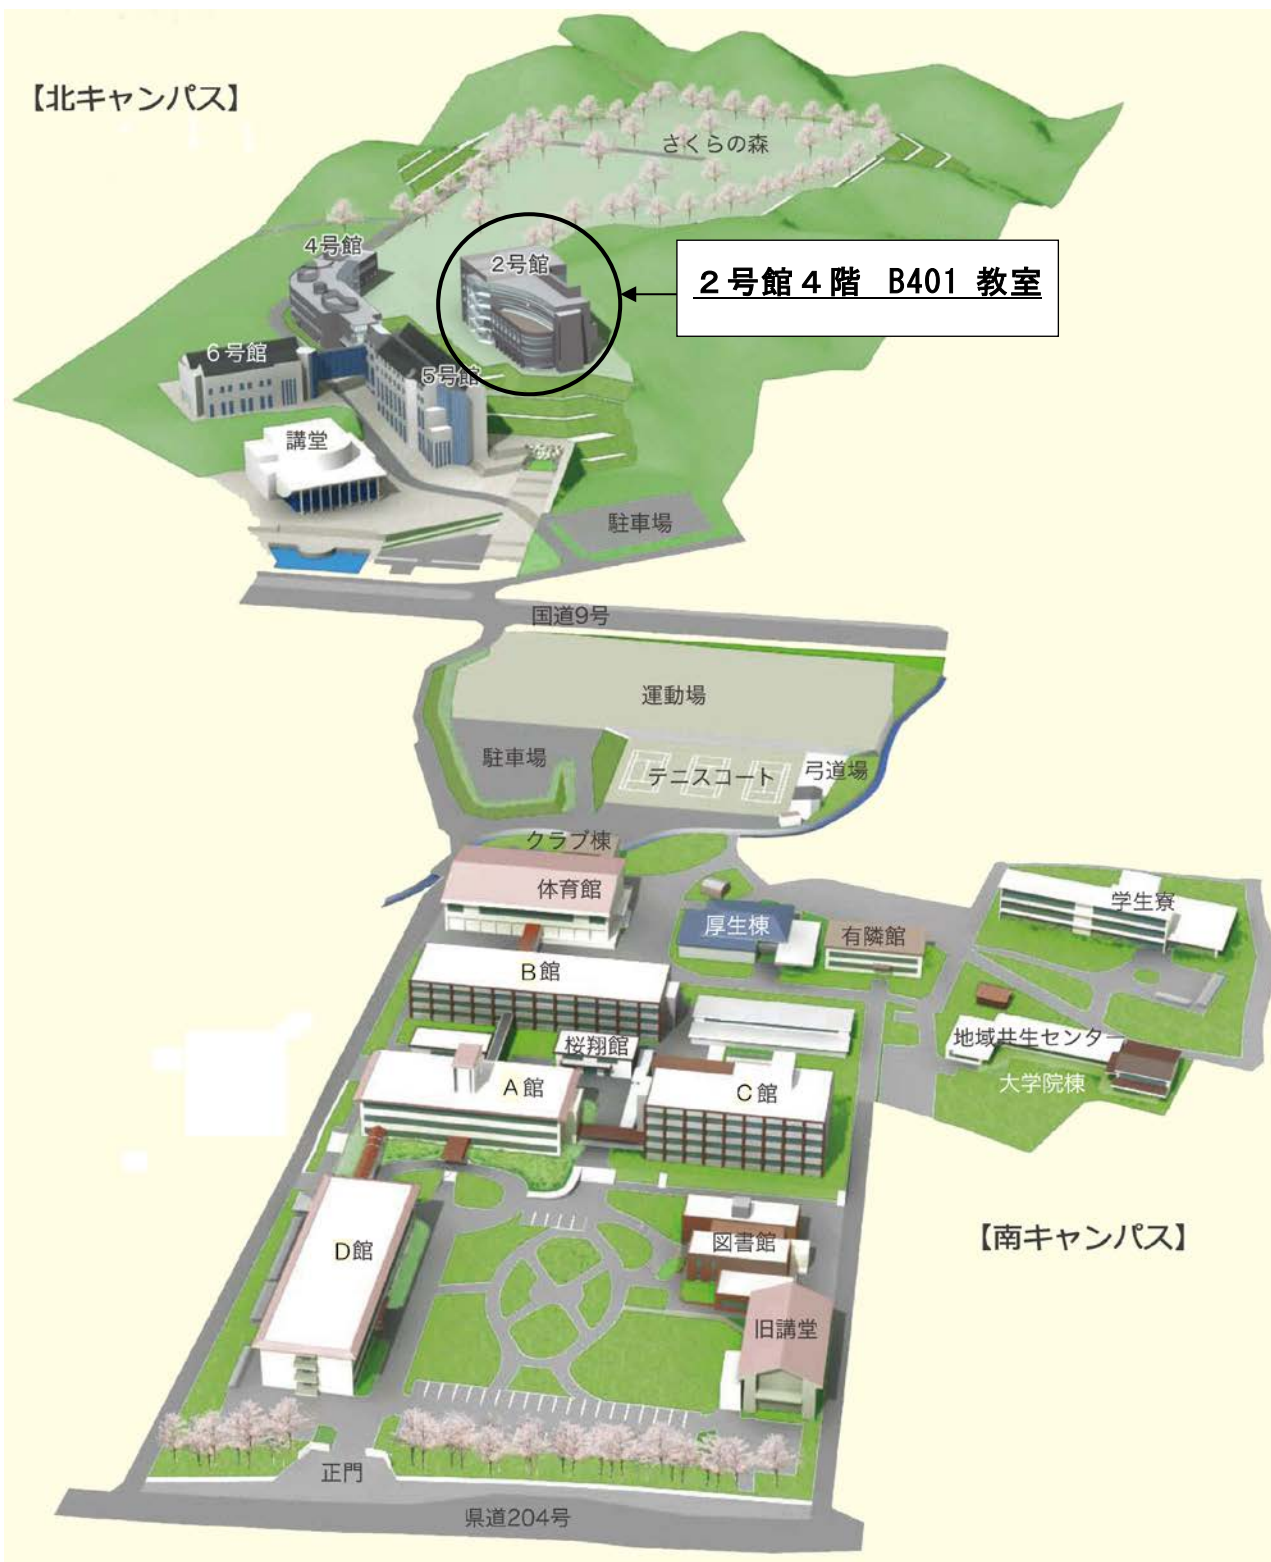 【北キャンパス】
さくらの森
4号館
2号館
２号館４階 B401 教室
6号館
5号館
講堂
駐車場
国道9号
運動場
駐車場
テニスコート
弓道場
クラブ棟
体育館
学生寮
厚生棟
有隣館
B館
桜翔館
地域共生センター
A館
C館
大学院棟
【南キャンパス】
D館
図書館
旧講堂
正門
県道204号